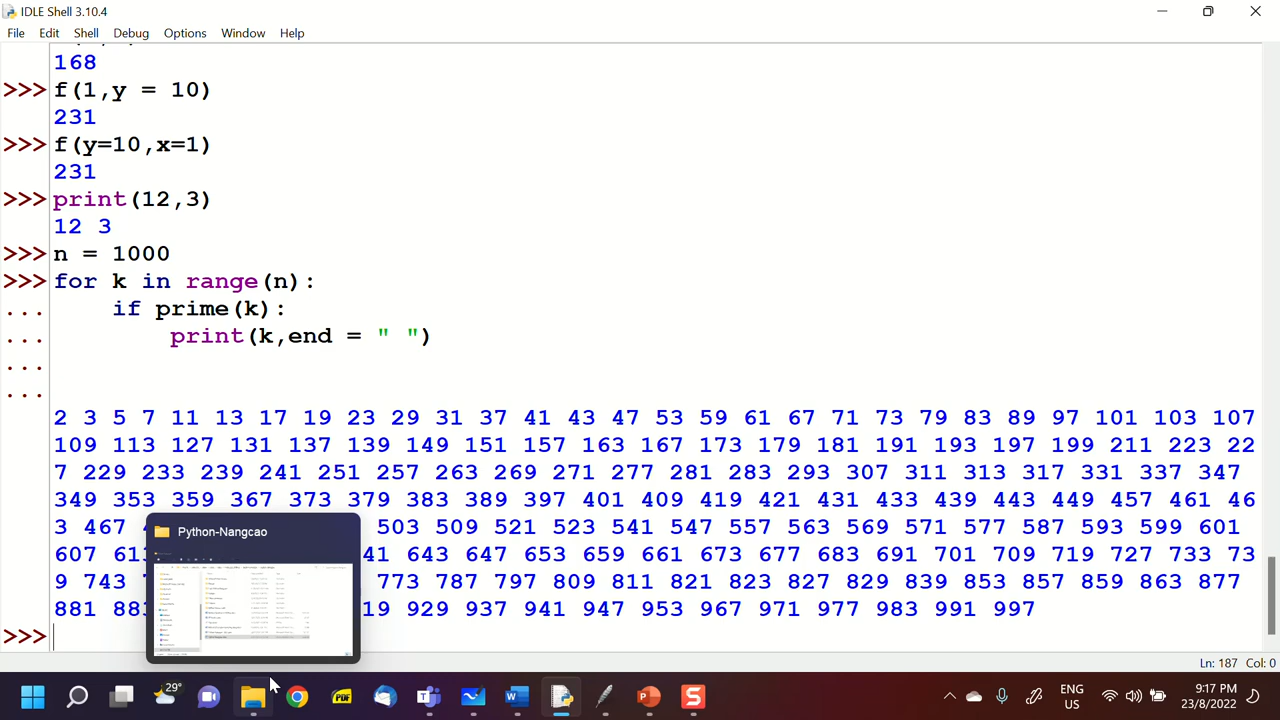 IDLE Shell 3.10.4
File Edit Shell Debug Options Window Help
168
>>> f(1,y = 10)
231
>>> f(y=10,x=1)
231
>>> print(12,3)
12 3
>>> n = 1000
>>> for k in range(n):
... if prime(k):
... print(k,end = " ")
...
...
2 3 5 7 11 13 17 19 23 29 31 37 41 43 47 53 59 61 67 71 73 79 83 89 97 101 103 107
109 113 127 131 137 139 149 151 157 163 167 173 179 181 191 193 197 199 211 223 22
7 229 233 239 241 251 257 263 269 271 277 281 283 293 307 311 313 317 331 337 347
349 353 359 367 373 379 383 389 397 401 409 419 421 431 433 439 443 449 457 461 46
3 467 503 509 521 523 541 547 557 563 569 571 577 587 593 599 601
Python-Nangcao
607 61 41 643 647 653 659 661 673 677 683 691 701 709 719 727 733 73
9 743 773 787 797 809 811 821 823 827 829 839 853 857 859 863 877
881 88 19 929 937 941 947 953 967 971 977 983 991 997
>>>
Ln: 187 Col: 0
29°
PDF
ENG
US
9:17 PM
23/8/2022